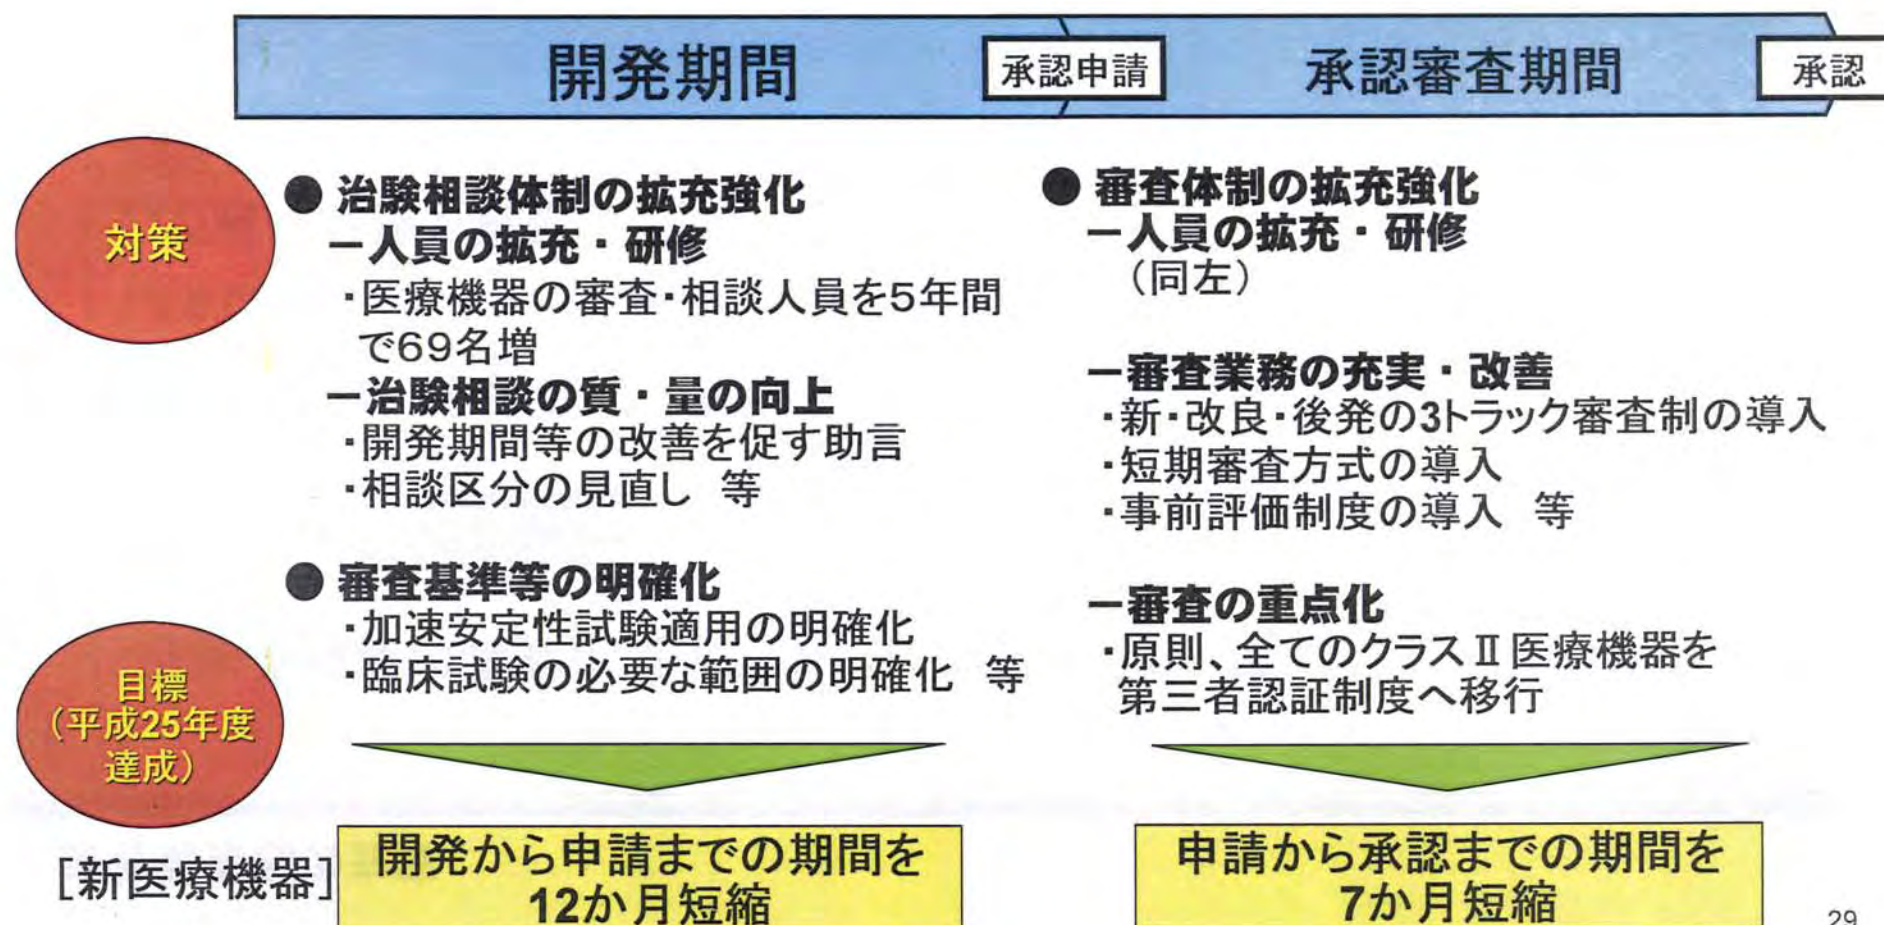 開発期間
承認申請
承認審査期間
承認
対策
● 治験相談体制の拡充強化
－人員の拡充・研修
・医療機器の審査・相談人員を5年間
で69名増
－治験相談の質・量の向上
・開発期間等の改善を促す助言
・相談区分の見直し 等
● 審査基準等の明確化
・加速安定性試験適用の明確化
・臨床試験の必要な範囲の明確化 等
● 審査体制の拡充強化
－人員の拡充・研修
（同左）
－審査業務の充実・改善
・新・改良・後発の3トラック審査制の導入
・短期審査方式の導入
・事前評価制度の導入 等
－審査の重点化
・原則、全てのクラスⅡ医療機器を
第三者認証制度へ移行
目標
（平成25年度
達成）
［新医療機器］
開発から申請までの期間を
12か月短縮
申請から承認までの期間を
7か月短縮
29